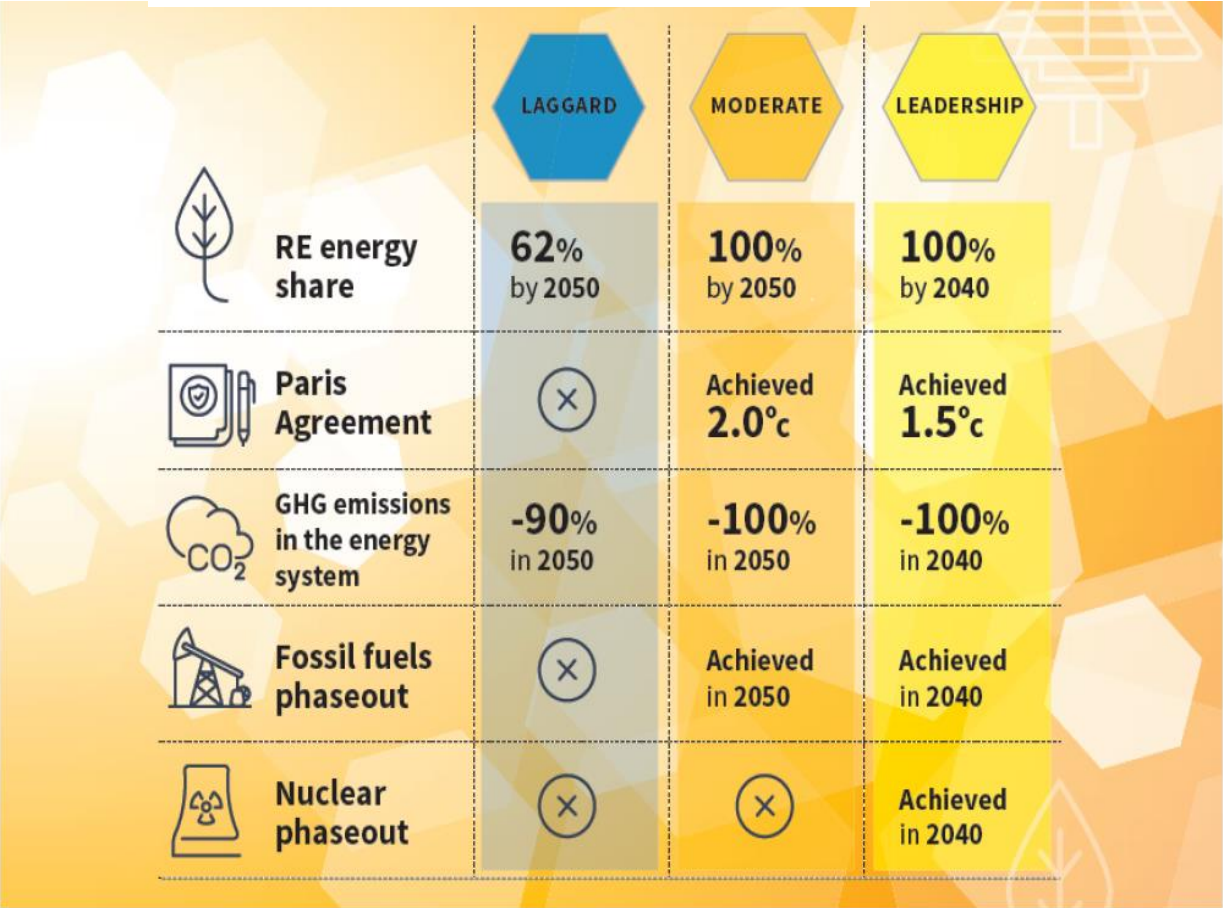 LAGGARD
MODERATE
LEADERSHIP
RE energy
share
62%
by 2050
100%
by 2050
100%
by 2040
Paris
Agreement
Achieved
2.0°C
Achieved
1.5°C
CO2
GHG emissions
in the energy
system
-90%
in 2050
-100%
in 2050
-100%
in 2040
Fossil fuels
phaseout
Achieved
in 2050
Achieved
in 2040
Nuclear
phaseout
Achieved
in 2040